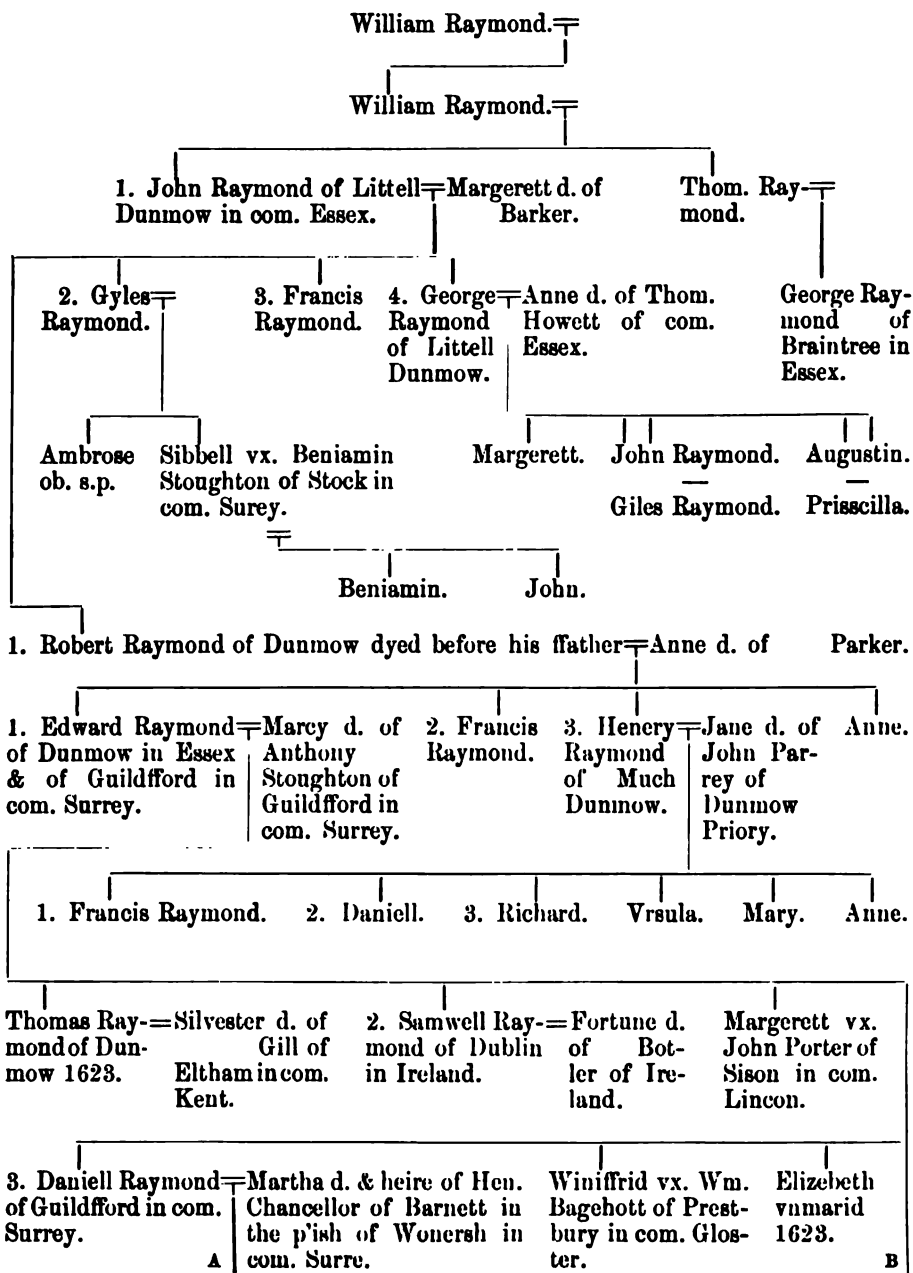 William Raymond.
William Raymond.
1. John Raymond of Littell Dunmow in com. Essex.
Margerett d. of Barker.
Thom. Ray-
mond.
2. Gyles
Raymond.
3. Francis
Raymond.
4. George
Raymond
of Littell
Dunmow.
Anne d. of Thom.
Howett of com.
Essex.
George Ray-
mond of
Braintree in
Essex.
Ambrose
ob. s.p.
Sibbell vx. Beniamin
Stoughton of Stock in
com. Surey.
Margerett.
John Raymond.
Giles Raymond.
Augustin.
Prisscilla.
Beniamin.
John.
1. Robert Raymond of Dunmow dyed before his ffather
Anne d. of Parker.
1. Edward Raymond
of Dunmow in Essex
& of Guildfford in
com. Surrey.
Marcy d. of
Anthony
Stoughton of
Guildfford in
com. Surrey.
2. Francis
Raymond.
3. Henery
Raymond
of Much
Dunmow.
Jane d. of
John Par-
rey of
Dunmow
Priory.
Anne.
1. Francis Raymond.
2. Daniell.
3. Richard.
Vrsula.
Mary.
Anne.
Thomas Ray-
mond of Dun-
mow 1623.
Silvester d. of
Gill of
Eltham in com.
Kent.
2. Samwell Ray-
mond of Dublin
in Ireland.
Fortune d.
of Bot-
ler of Ire-
land.
Margerett vx.
John Porter of
Sison in com.
Lincon.
3. Daniell Raymond
of Guildfford in com.
Surrey.
A
Martha d. & heire of Hen.
Chancellor of Barnett in
the p'ish of Wonersh in
com. Surre.
Winiffrid vx. Wm.
Bagehott of Prest-
bury in com. Glos-
ter.
Elizebeth
vnmarid
1623.
B